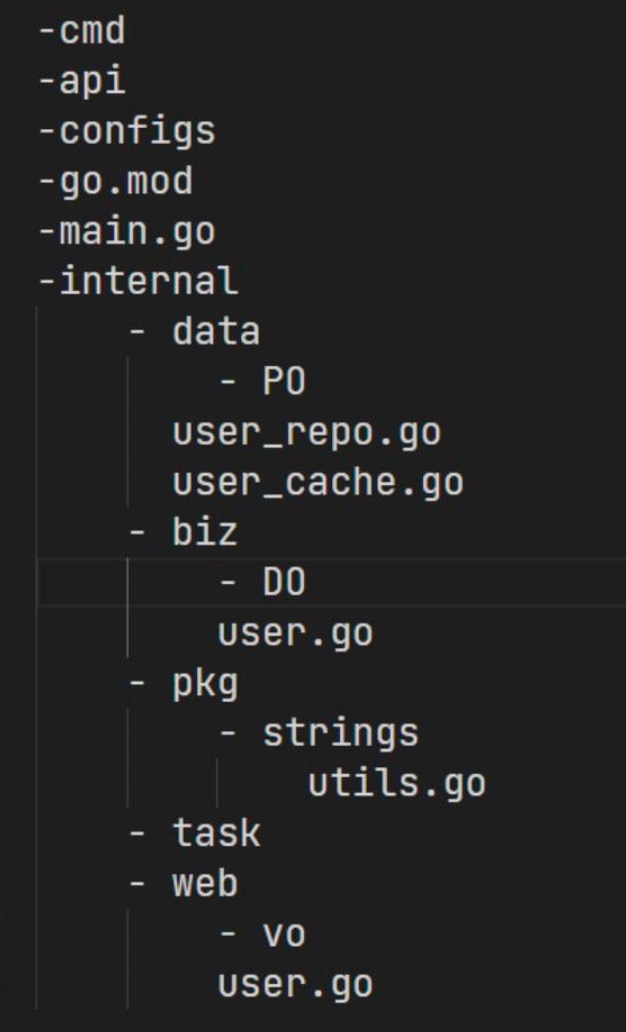 -cmd
-api
-configs
-go.mod
-main.go
-internal
- data
- PO
user_repo.go
user_cache.go
- biz
- DO
user.go
- pkg
- strings
utils.go
- task
- web
- vo
user.go